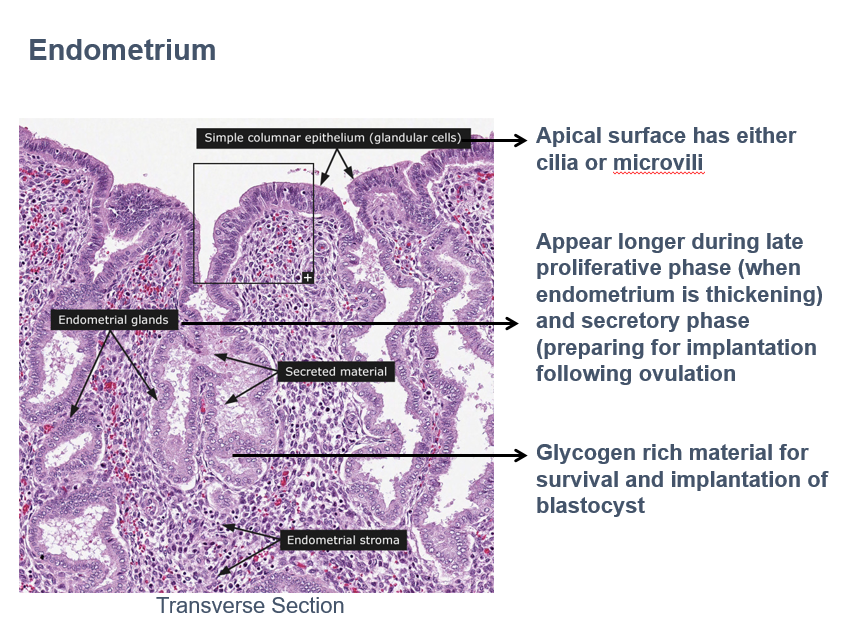 Endometrium
Simple columnar epithelium (glandular cells)
Apical surface has either
cilia or microvili
Appear longer during late
proliferative phase (when
endometrium is thickening)
and secretory phase
(preparing for implantation
following ovulation
Endometrial glands
Secreted material
Glycogen rich material for
survival and implantation of
blastocyst
Endometrial stroma
Transverse Section